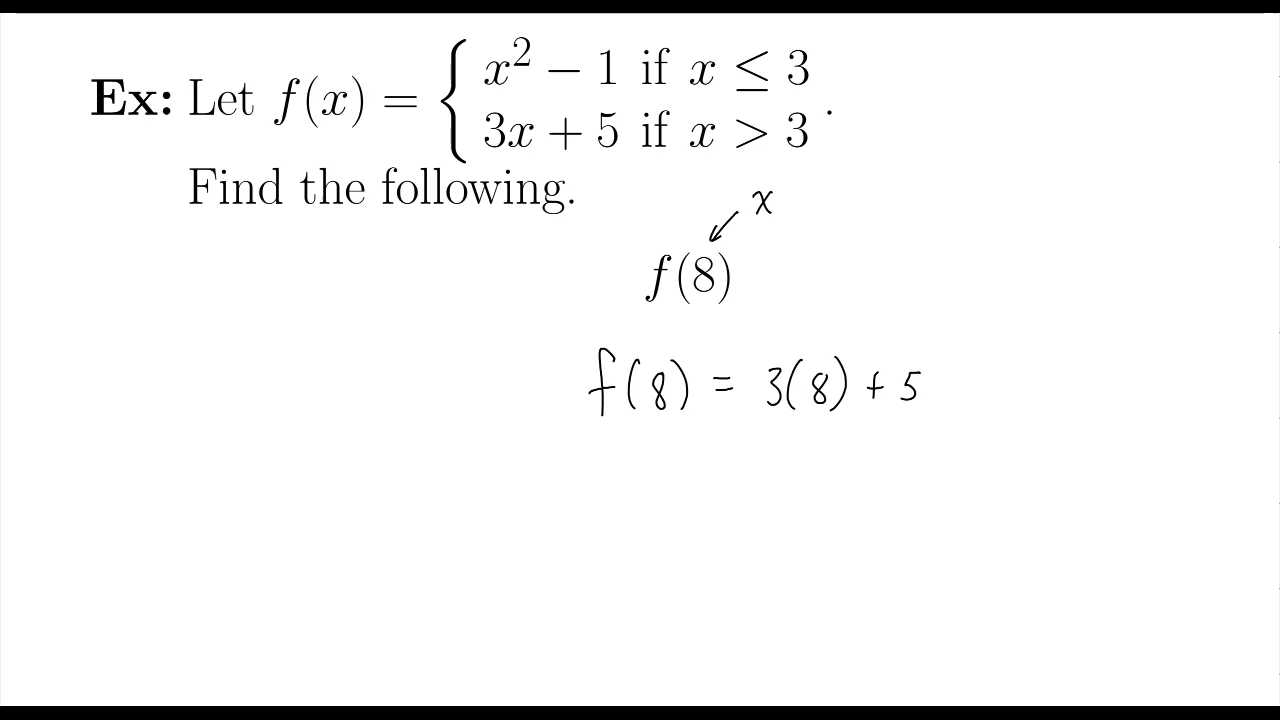 Ex: Let f(x) = { x² − 1 if x ≤ 3
3x + 5 if x > 3 .
Find the following.
x
f(8)
f(8) = 3(8) + 5